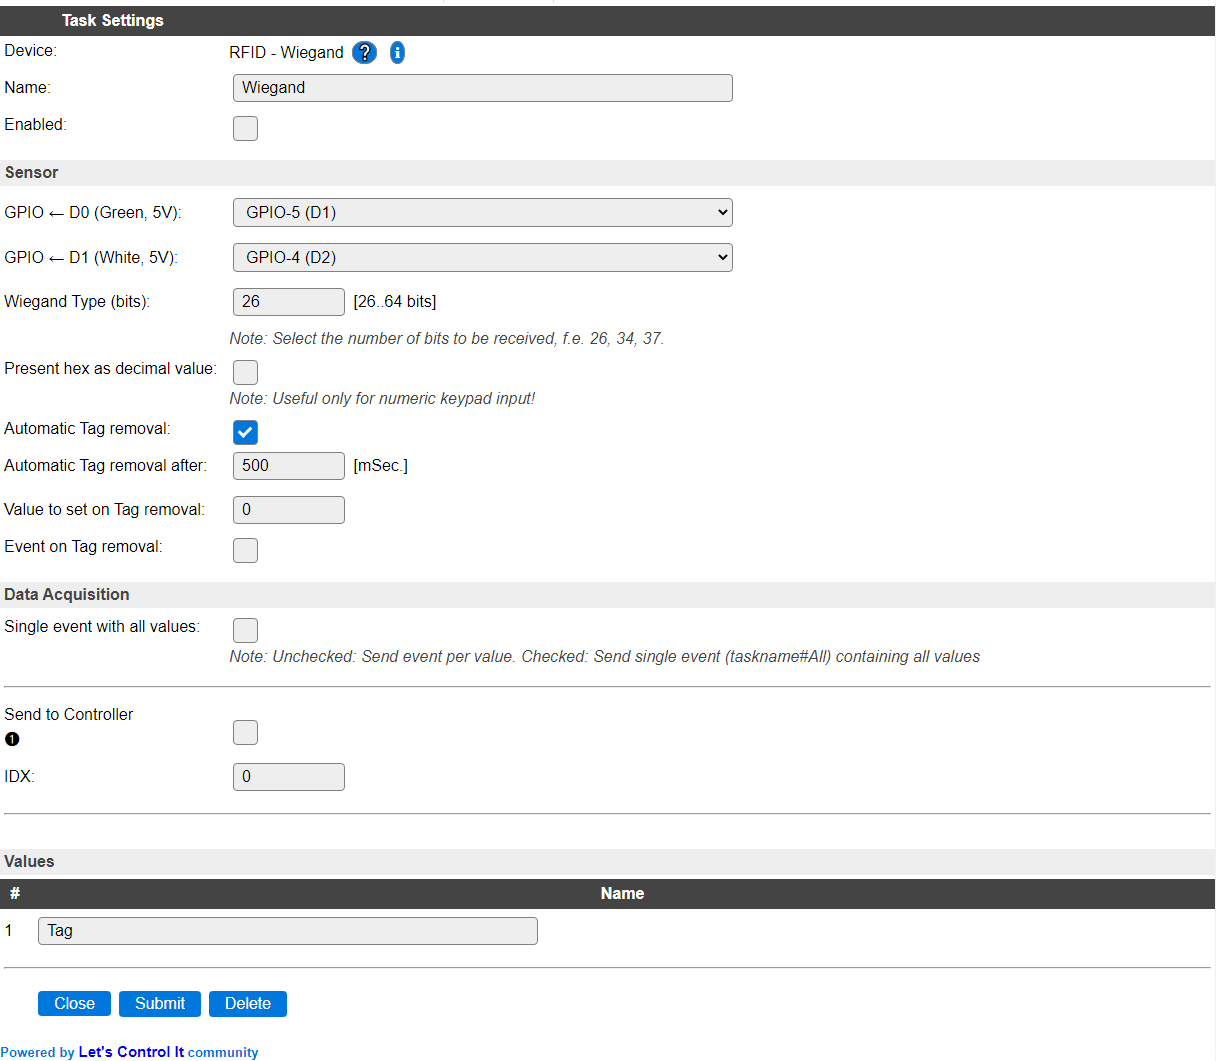 Task Settings
Device: RFID - Wiegand ? i
Name: Wiegand
Enabled:
Sensor
GPIO ← D0 (Green, 5V): GPIO-5 (D1)
GPIO ← D1 (White, 5V): GPIO-4 (D2)
Wiegand Type (bits): 26 [26..64 bits]
Note: Select the number of bits to be received, f.e. 26, 34, 37.
Present hex as decimal value:
Note: Useful only for numeric keypad input!
Automatic Tag removal:
Automatic Tag removal after: 500 [mSec.]
Value to set on Tag removal: 0
Event on Tag removal:
Data Acquisition
Single event with all values:
Note: Unchecked: Send event per value. Checked: Send single event (taskname#All) containing all values
Send to Controller
❶
IDX: 0
Values
# Name
1 Tag
Close Submit Delete
Powered by Let's Control It community